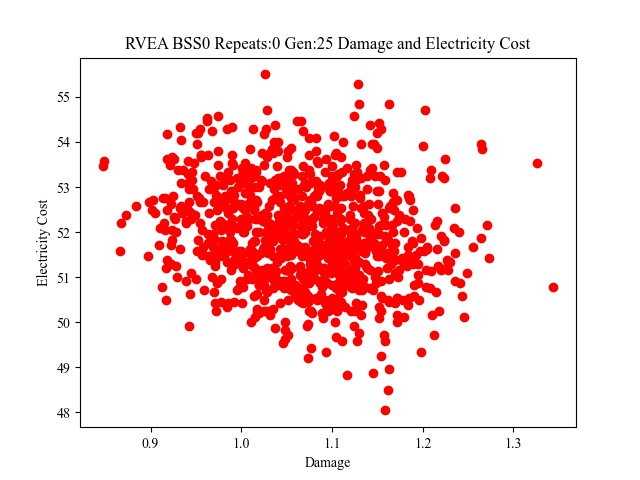 RVEA BSS0 Repeats:0 Gen:25 Damage and Electricity Cost
55
54
53
52
51
50
49
48
Electricity Cost
0.9 1.0 1.1 1.2 1.3
Damage